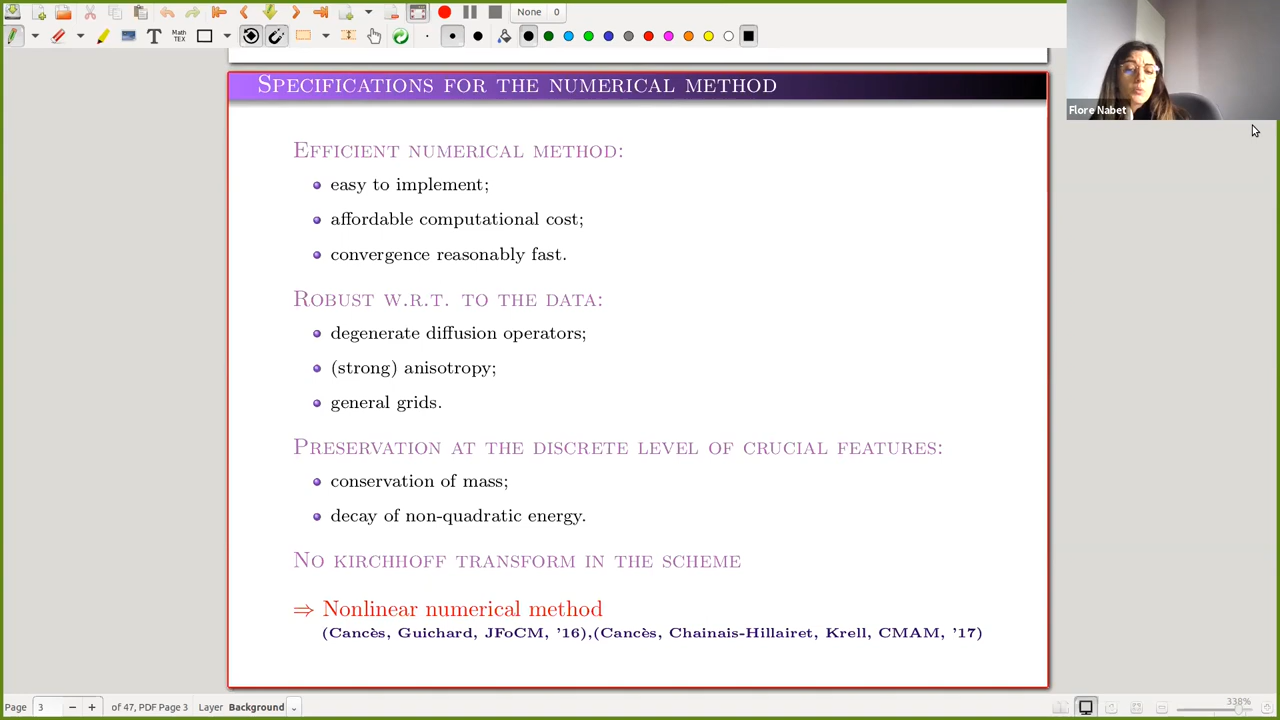 None 0
T MATH TEX
SPECIFICATIONS FOR THE NUMERICAL METHOD
Flore Nabet
EFFICIENT NUMERICAL METHOD:
easy to implement;
affordable computational cost;
convergence reasonably fast.
ROBUST W.R.T. TO THE DATA:
degenerate diffusion operators;
(strong) anisotropy;
general grids.
PRESERVATION AT THE DISCRETE LEVEL OF CRUCIAL FEATURES:
conservation of mass;
decay of non-quadratic energy.
NO KIRCHHOFF TRANSFORM IN THE SCHEME
⇒ Nonlinear numerical method
(Cancès, Guichard, JFoCM, '16),(Cancès, Chainais-Hillairet, Krell, CMAM, '17)
Page 3 − + of 47, PDF Page 3 Layer Background 338%